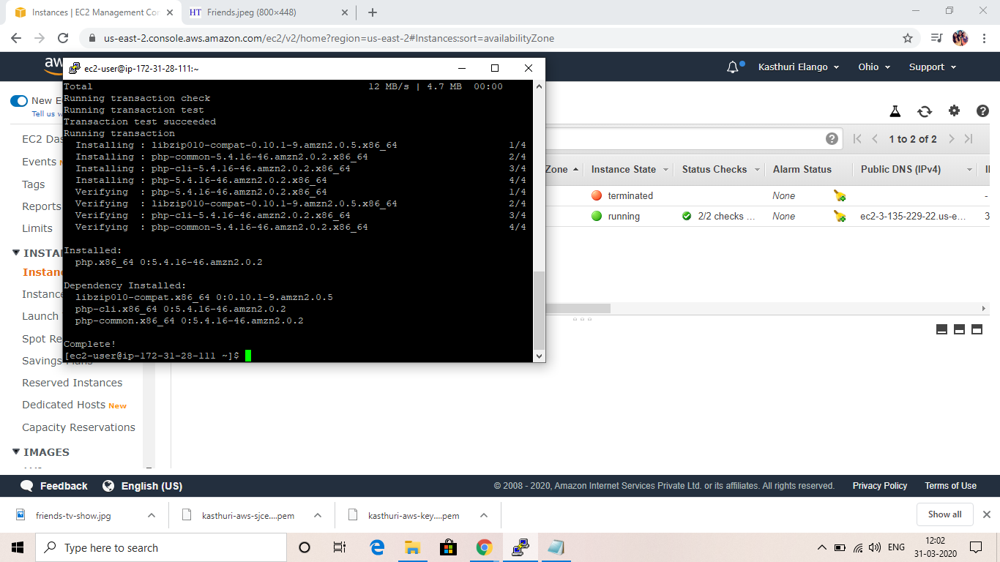 Instances | EC2 Management Con
HT Friends.jpeg (800×448)
us-east-2.console.aws.amazon.com/ec2/v2/home?region=us-east-2#Instances:sort=availabilityZone
aw
Kasthuri Elango
Ohio
Support
ec2-user@ip-172-31-28-111:~
Total 12 MB/s | 4.7 MB 00:00
Running transaction check
Running transaction test
Transaction test succeeded
Running transaction
Installing : libzip010-compat-0.10.1-9.amzn2.0.5.x86_64 1/4
Installing : php-common-5.4.16-46.amzn2.0.2.x86_64 2/4
Installing : php-cli-5.4.16-46.amzn2.0.2.x86_64 3/4
Installing : php-5.4.16-46.amzn2.0.2.x86_64 4/4
Verifying : php-5.4.16-46.amzn2.0.2.x86_64 1/4
Verifying : libzip010-compat-0.10.1-9.amzn2.0.5.x86_64 2/4
Verifying : php-cli-5.4.16-46.amzn2.0.2.x86_64 3/4
Verifying : php-common-5.4.16-46.amzn2.0.2.x86_64 4/4
Installed:
php.x86_64 0:5.4.16-46.amzn2.0.2
Dependency Installed:
libzip010-compat.x86_64 0:0.10.1-9.amzn2.0.5
php-cli.x86_64 0:5.4.16-46.amzn2.0.2
php-common.x86_64 0:5.4.16-46.amzn2.0.2
Complete!
[ec2-user@ip-172-31-28-111 ~]$
New E
Tell us w
EC2 Das
Events
Tags
Reports
Limits
INSTAN
Instanc
Instance
Launch
Spot Re
Savings Plans
Reserved Instances
Dedicated Hosts New
Capacity Reservations
IMAGES
1 to 2 of 2
Zone Instance State Status Checks Alarm Status Public DNS (IPv4)
terminated None -
running 2/2 checks ... None ec2-3-135-229-22.us-e... 3
Feedback English (US) © 2008 - 2020, Amazon Internet Services Private Ltd. or its affiliates. All rights reserved. Privacy Policy Terms of Use
friends-tv-show.jpg kasthuri-aws-sjce....pem kasthuri-aws-key....pem Show all
Type here to search
ENG
12:02
31-03-2020